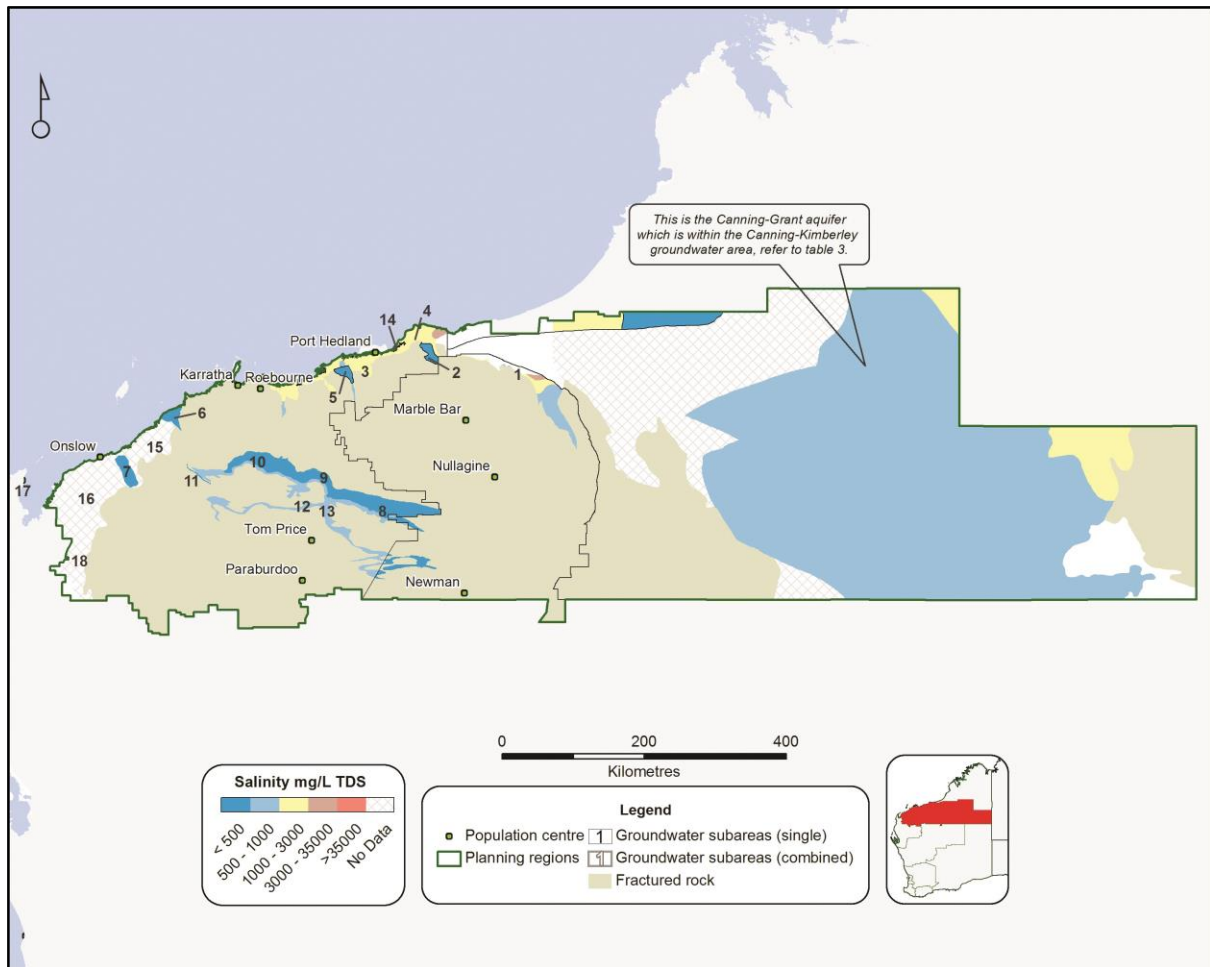 This is the Canning-Grant aquifer
which is within the Canning-Kimberley
groundwater area, refer to table 3.
4
14
Port Hedland
Karratha
Roebourne
3
2
1
5
6
Marble Bar
Onslow
15
7
10
9
Nullagine
17
16
11
12
13
8
Tom Price
18
Paraburdoo
Newman
0
200
400
Kilometres
Salinity mg/L TDS
< 500
500 - 1000
1000 - 3000
3000 - 35000
>35000
No Data
Legend
Population centre
1 Groundwater subareas (single)
Planning regions
1 Groundwater subareas (combined)
Fractured rock